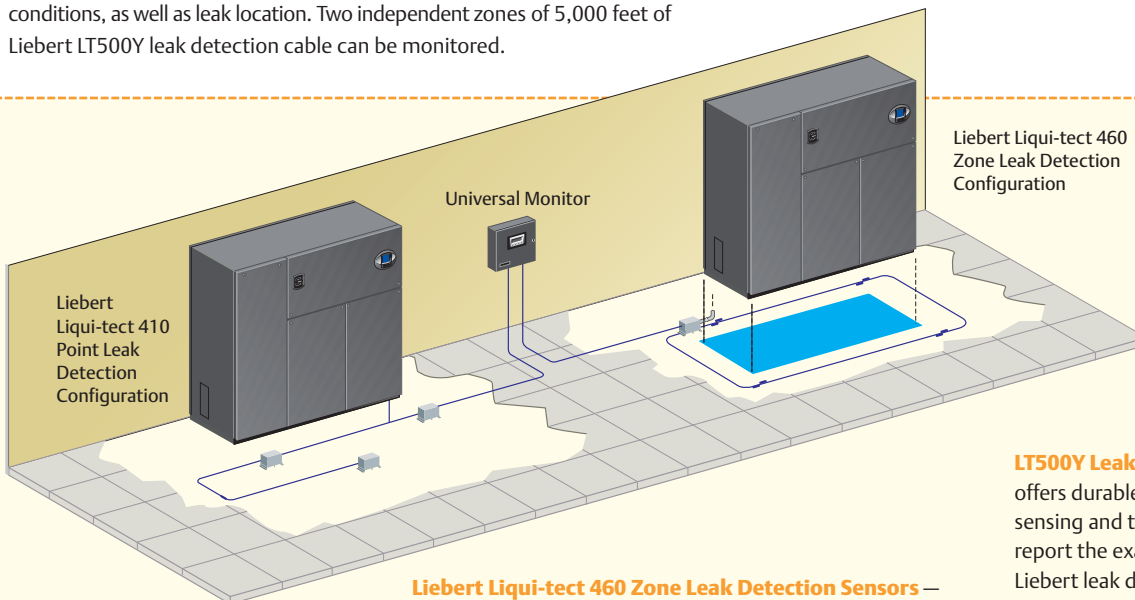 conditions, as well as leak location. Two independent zones of 5,000 feet of
Liebert LT500Y leak detection cable can be monitored.
Liebert Liqui-tect 460
Zone Leak Detection
Configuration
Universal Monitor
Liebert
Liqui-tect 410
Point Leak
Detection
Configuration
LT500Y Leak
offers durable
sensing and t
report the exa
Liebert leak d
Liebert Liqui-tect 460 Zone Leak Detection Sensors —